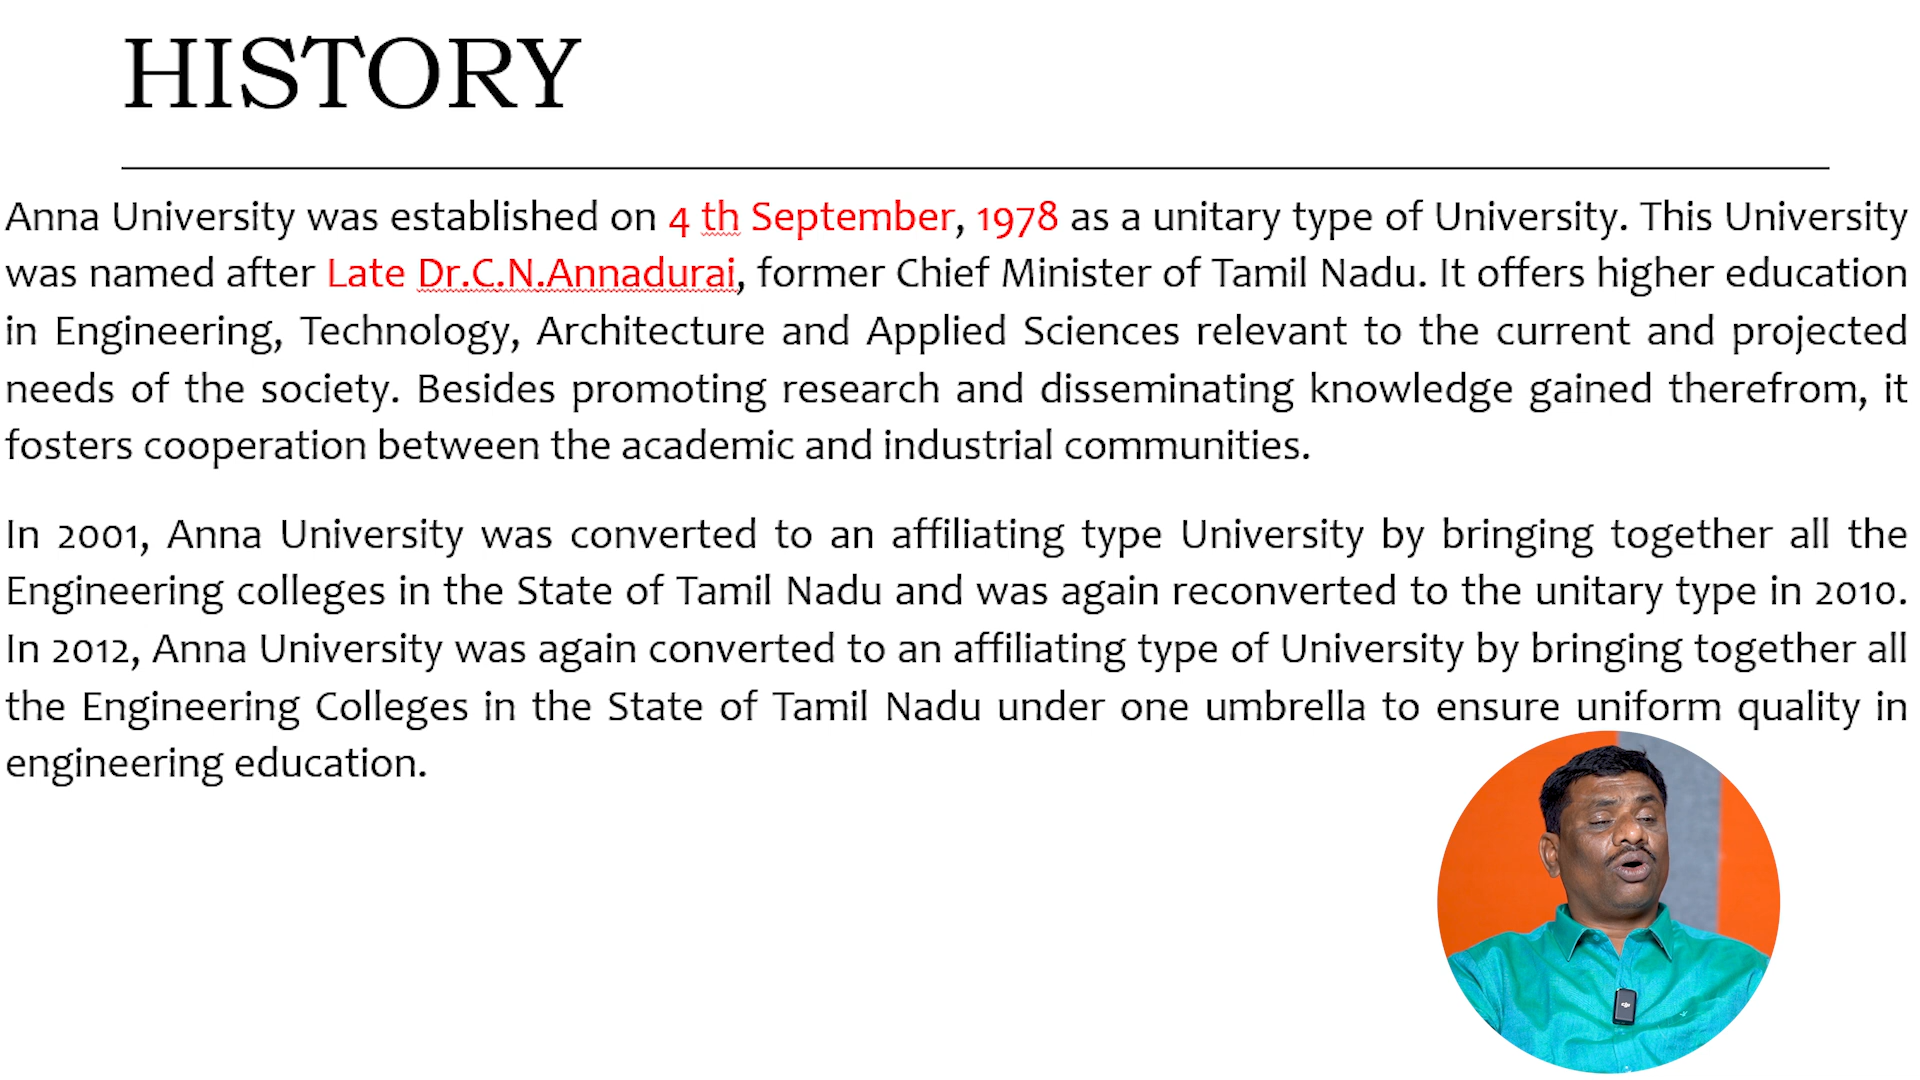 HISTORY
Anna University was established on 4 th September, 1978 as a unitary type of University. This University
was named after Late Dr.C.N.Annadurai, former Chief Minister of Tamil Nadu. It offers higher education
in Engineering, Technology, Architecture and Applied Sciences relevant to the current and projected
needs of the society. Besides promoting research and disseminating knowledge gained therefrom, it
fosters cooperation between the academic and industrial communities.
In 2001, Anna University was converted to an affiliating type University by bringing together all the
Engineering colleges in the State of Tamil Nadu and was again reconverted to the unitary type in 2010.
In 2012, Anna University was again converted to an affiliating type of University by bringing together all
the Engineering Colleges in the State of Tamil Nadu under one umbrella to ensure uniform quality in
engineering education.
dji